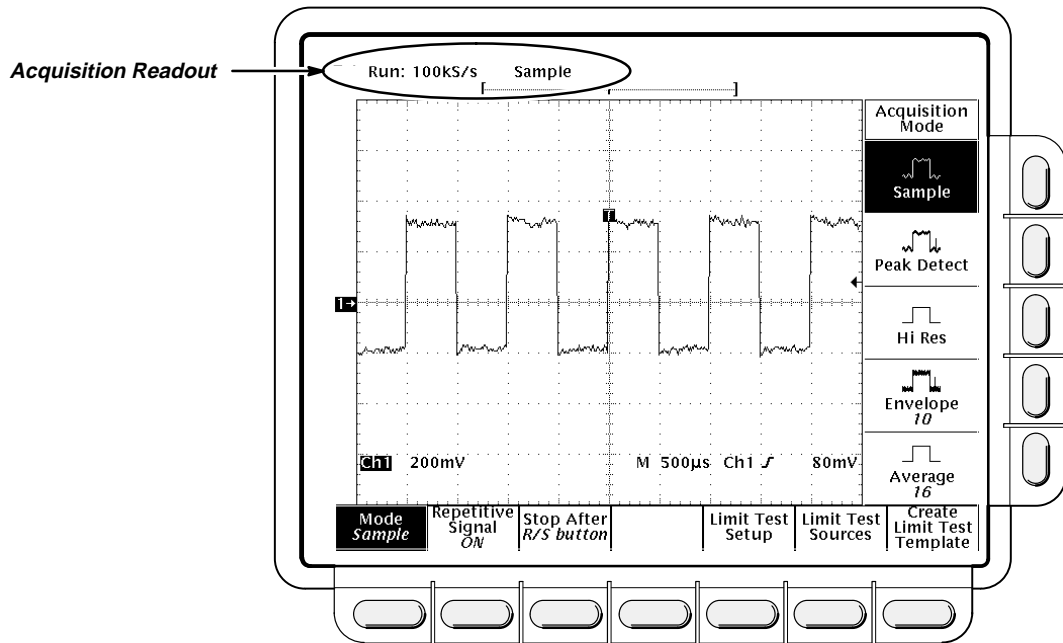 Acquisition Readout
Run: 100kS/s Sample
Acquisition
Mode
Sample
T
Peak Detect
1→
Hi Res
Envelope
10
Ch1 200mV M 500µs Ch1 80mV
Average
16
Mode
Sample
Repetitive
Signal
ON
Stop After
R/S button
Limit Test
Setup
Limit Test
Sources
Create
Limit Test
Template